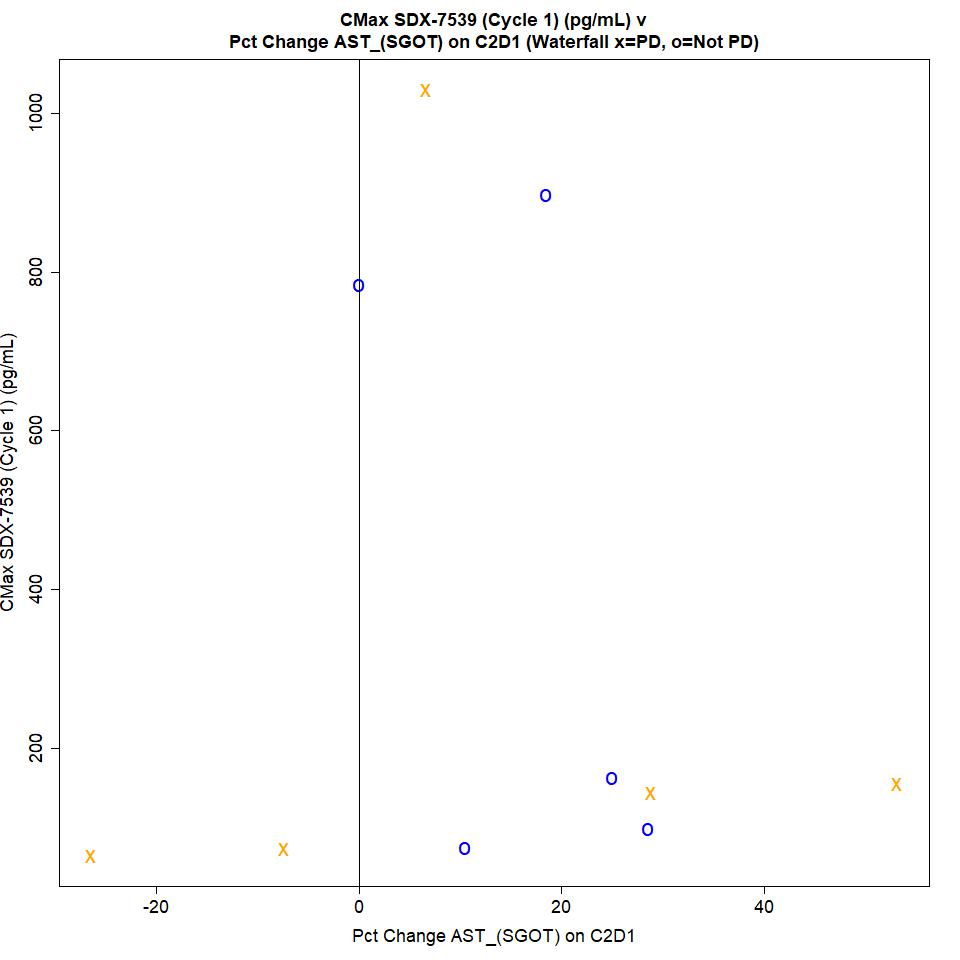 CMax SDX-7539 (Cycle 1) (pg/mL) v
Pct Change AST_(SGOT) on C2D1 (Waterfall x=PD, o=Not PD)
CMax SDX-7539 (Cycle 1) (pg/mL)
1000
800
600
400
200
X
O
O
O
X
X
O
O
X
X
-20
0
20
40
Pct Change AST_(SGOT) on C2D1